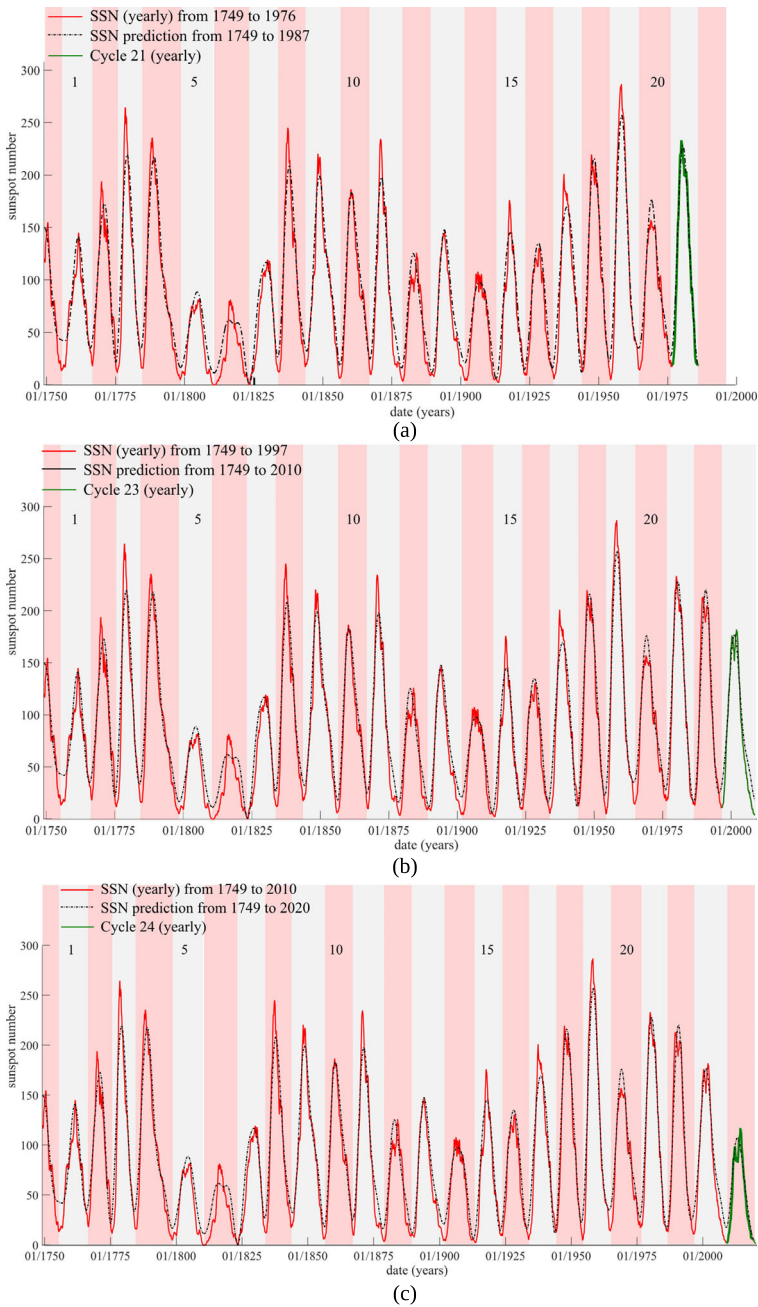 SSN (yearly) from 1749 to 1976
SSN prediction from 1749 to 1987
Cycle 21 (yearly)
1 5 10 15 20
300
250
200
150
100
50
0
sunspot number
01/1750 01/1775 01/1800 01/1825 01/1850 01/1875 01/1900 01/1925 01/1950 01/1975 01/2000
date (years)
(a)
SSN (yearly) from 1749 to 1997
SSN prediction from 1749 to 2010
Cycle 23 (yearly)
1 5 10 15 20
300
250
200
150
100
50
0
sunspot number
01/1750 01/1775 01/1800 01/1825 01/1850 01/1875 01/1900 01/1925 01/1950 01/1975 01/2000
date (years)
(b)
SSN (yearly) from 1749 to 2010
SSN prediction from 1749 to 2020
Cycle 24 (yearly)
1 5 10 15 20
300
250
200
150
100
50
0
sunspot number
01/1750 01/1775 01/1800 01/1825 01/1850 01/1875 01/1900 01/1925 01/1950 01/1975 01/2000
date (years)
(c)